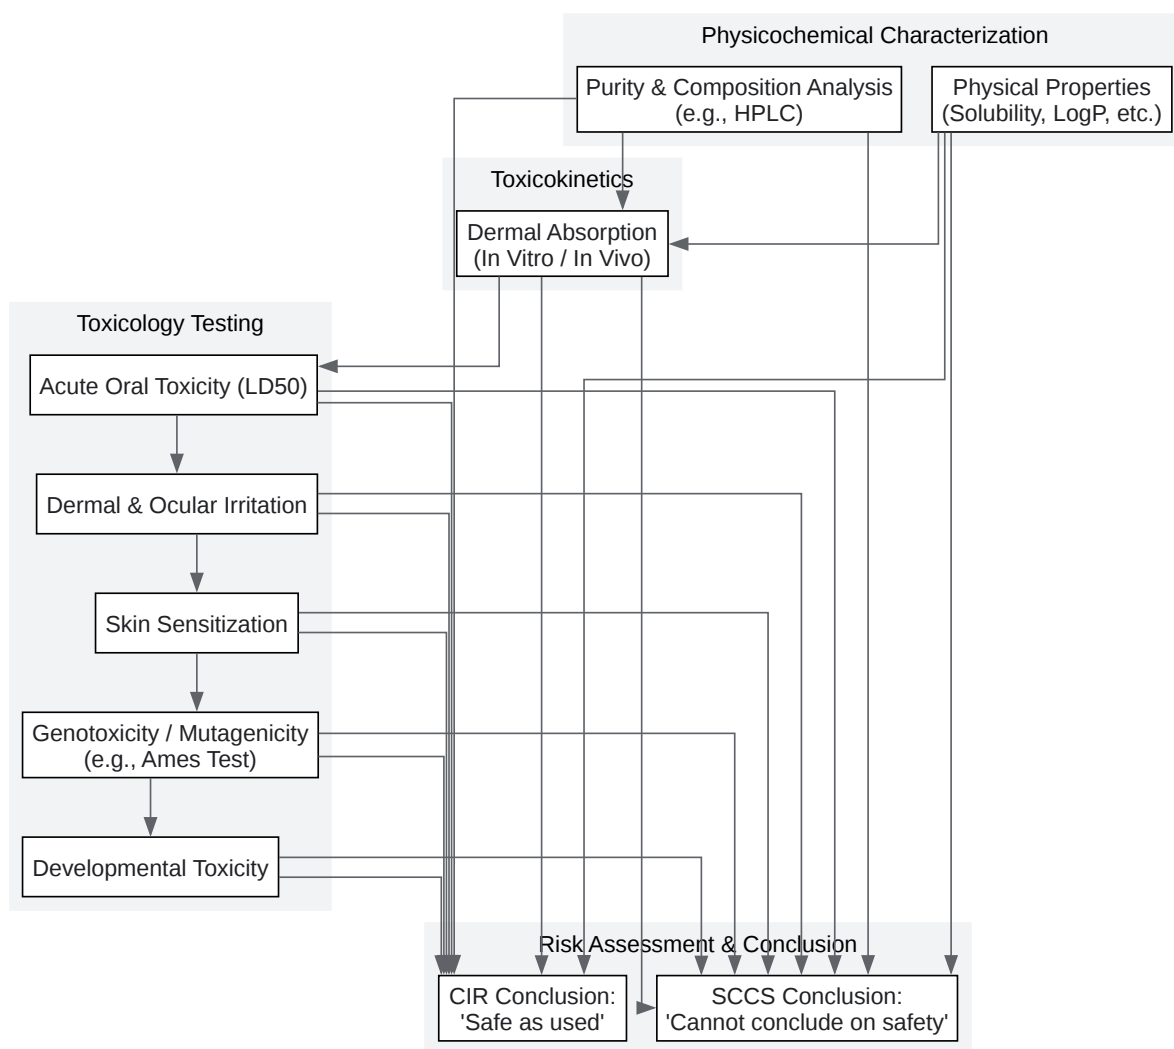 Physicochemical Characterization
Purity & Composition Analysis
(e.g., HPLC)
Physical Properties
(Solubility, LogP, etc.)
Toxicokinetics
Dermal Absorption
(In Vitro / In Vivo)
Toxicology Testing
Acute Oral Toxicity (LD50)
Dermal & Ocular Irritation
Skin Sensitization
Genotoxicity / Mutagenicity
(e.g., Ames Test)
Developmental Toxicity
Risk Assessment & Conclusion
CIR Conclusion:
'Safe as used'
SCCS Conclusion:
'Cannot conclude on safety'